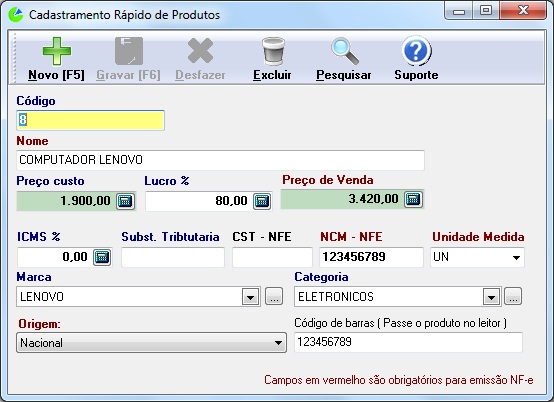 Cadastramento Rápido de Produtos
Novo [F5] Gravar [F6] Desfazer Excluir Pesquisar Suporte
Código
8
Nome
COMPUTADOR LENOVO
Preço custo Lucro % Preço de Venda
1.900,00 80,00 3.420,00
ICMS % Subst. Tribtutaria CST - NFE NCM - NFE Unidade Medida
0,00 123456789 UN
Marca Categoria
LENOVO ... ELETRONICOS ...
Origem: Código de barras ( Passe o produto no leitor )
Nacional 123456789
Campos em vermelho são obrigatórios para emissão NF-e